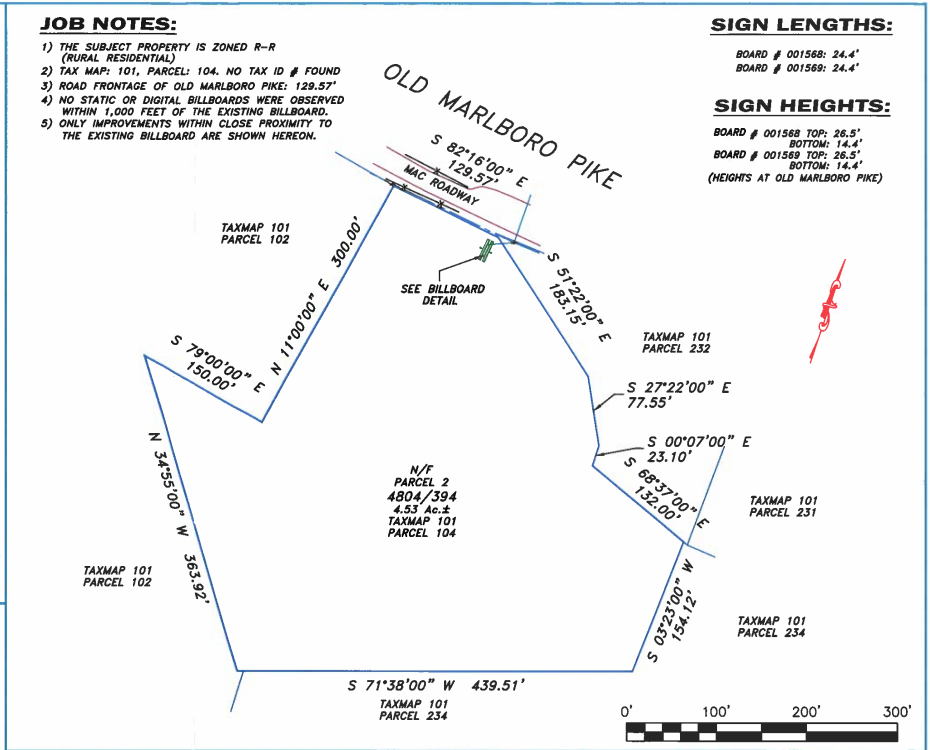 JOB NOTES:
1) THE SUBJECT PROPERTY IS ZONED R-R
(RURAL RESIDENTIAL)
2) TAX MAP: 101, PARCEL: 104. NO TAX ID # FOUND
3) ROAD FRONTAGE OF OLD MARLBORO PIKE: 129.57'
4) NO STATIC OR DIGITAL BILLBOARDS WERE OBSERVED
WITHIN 1,000 FEET OF THE EXISTING BILLBOARD.
5) ONLY IMPROVEMENTS WITHIN CLOSE PROXIMITY TO
THE EXISTING BILLBOARD ARE SHOWN HEREON.
SIGN LENGTHS:
BOARD # 001568: 24.4'
BOARD # 001569: 24.4'
SIGN HEIGHTS:
BOARD # 001568 TOP: 26.5'
BOTTOM: 14.4'
BOARD # 001569 TOP: 26.5'
BOTTOM: 14.4'
(HEIGHTS AT OLD MARLBORO PIKE)
OLD MARLBORO PIKE
S 82°16'00" E
129.57'
MAC ROADWAY
TAXMAP 101
PARCEL 102
N 11°00'00" E 300.00'
SEE BILLBOARD
DETAIL
S 51°22'00" E
183.15'
TAXMAP 101
PARCEL 232
S 79°00'00" E
150.00'
S 27°22'00" E
77.55'
S 00°07'00" E
23.10'
S 68°37'00" E
132.00'
N 34°55'00" W 363.92'
N/F
PARCEL 2
4804/394
4.53 Ac.±
TAXMAP 101
PARCEL 104
TAXMAP 101
PARCEL 231
TAXMAP 101
PARCEL 102
S 03°23'00" W
154.12'
TAXMAP 101
PARCEL 234
S 71°38'00" W 439.51'
TAXMAP 101
PARCEL 234
0' 100' 200' 300'